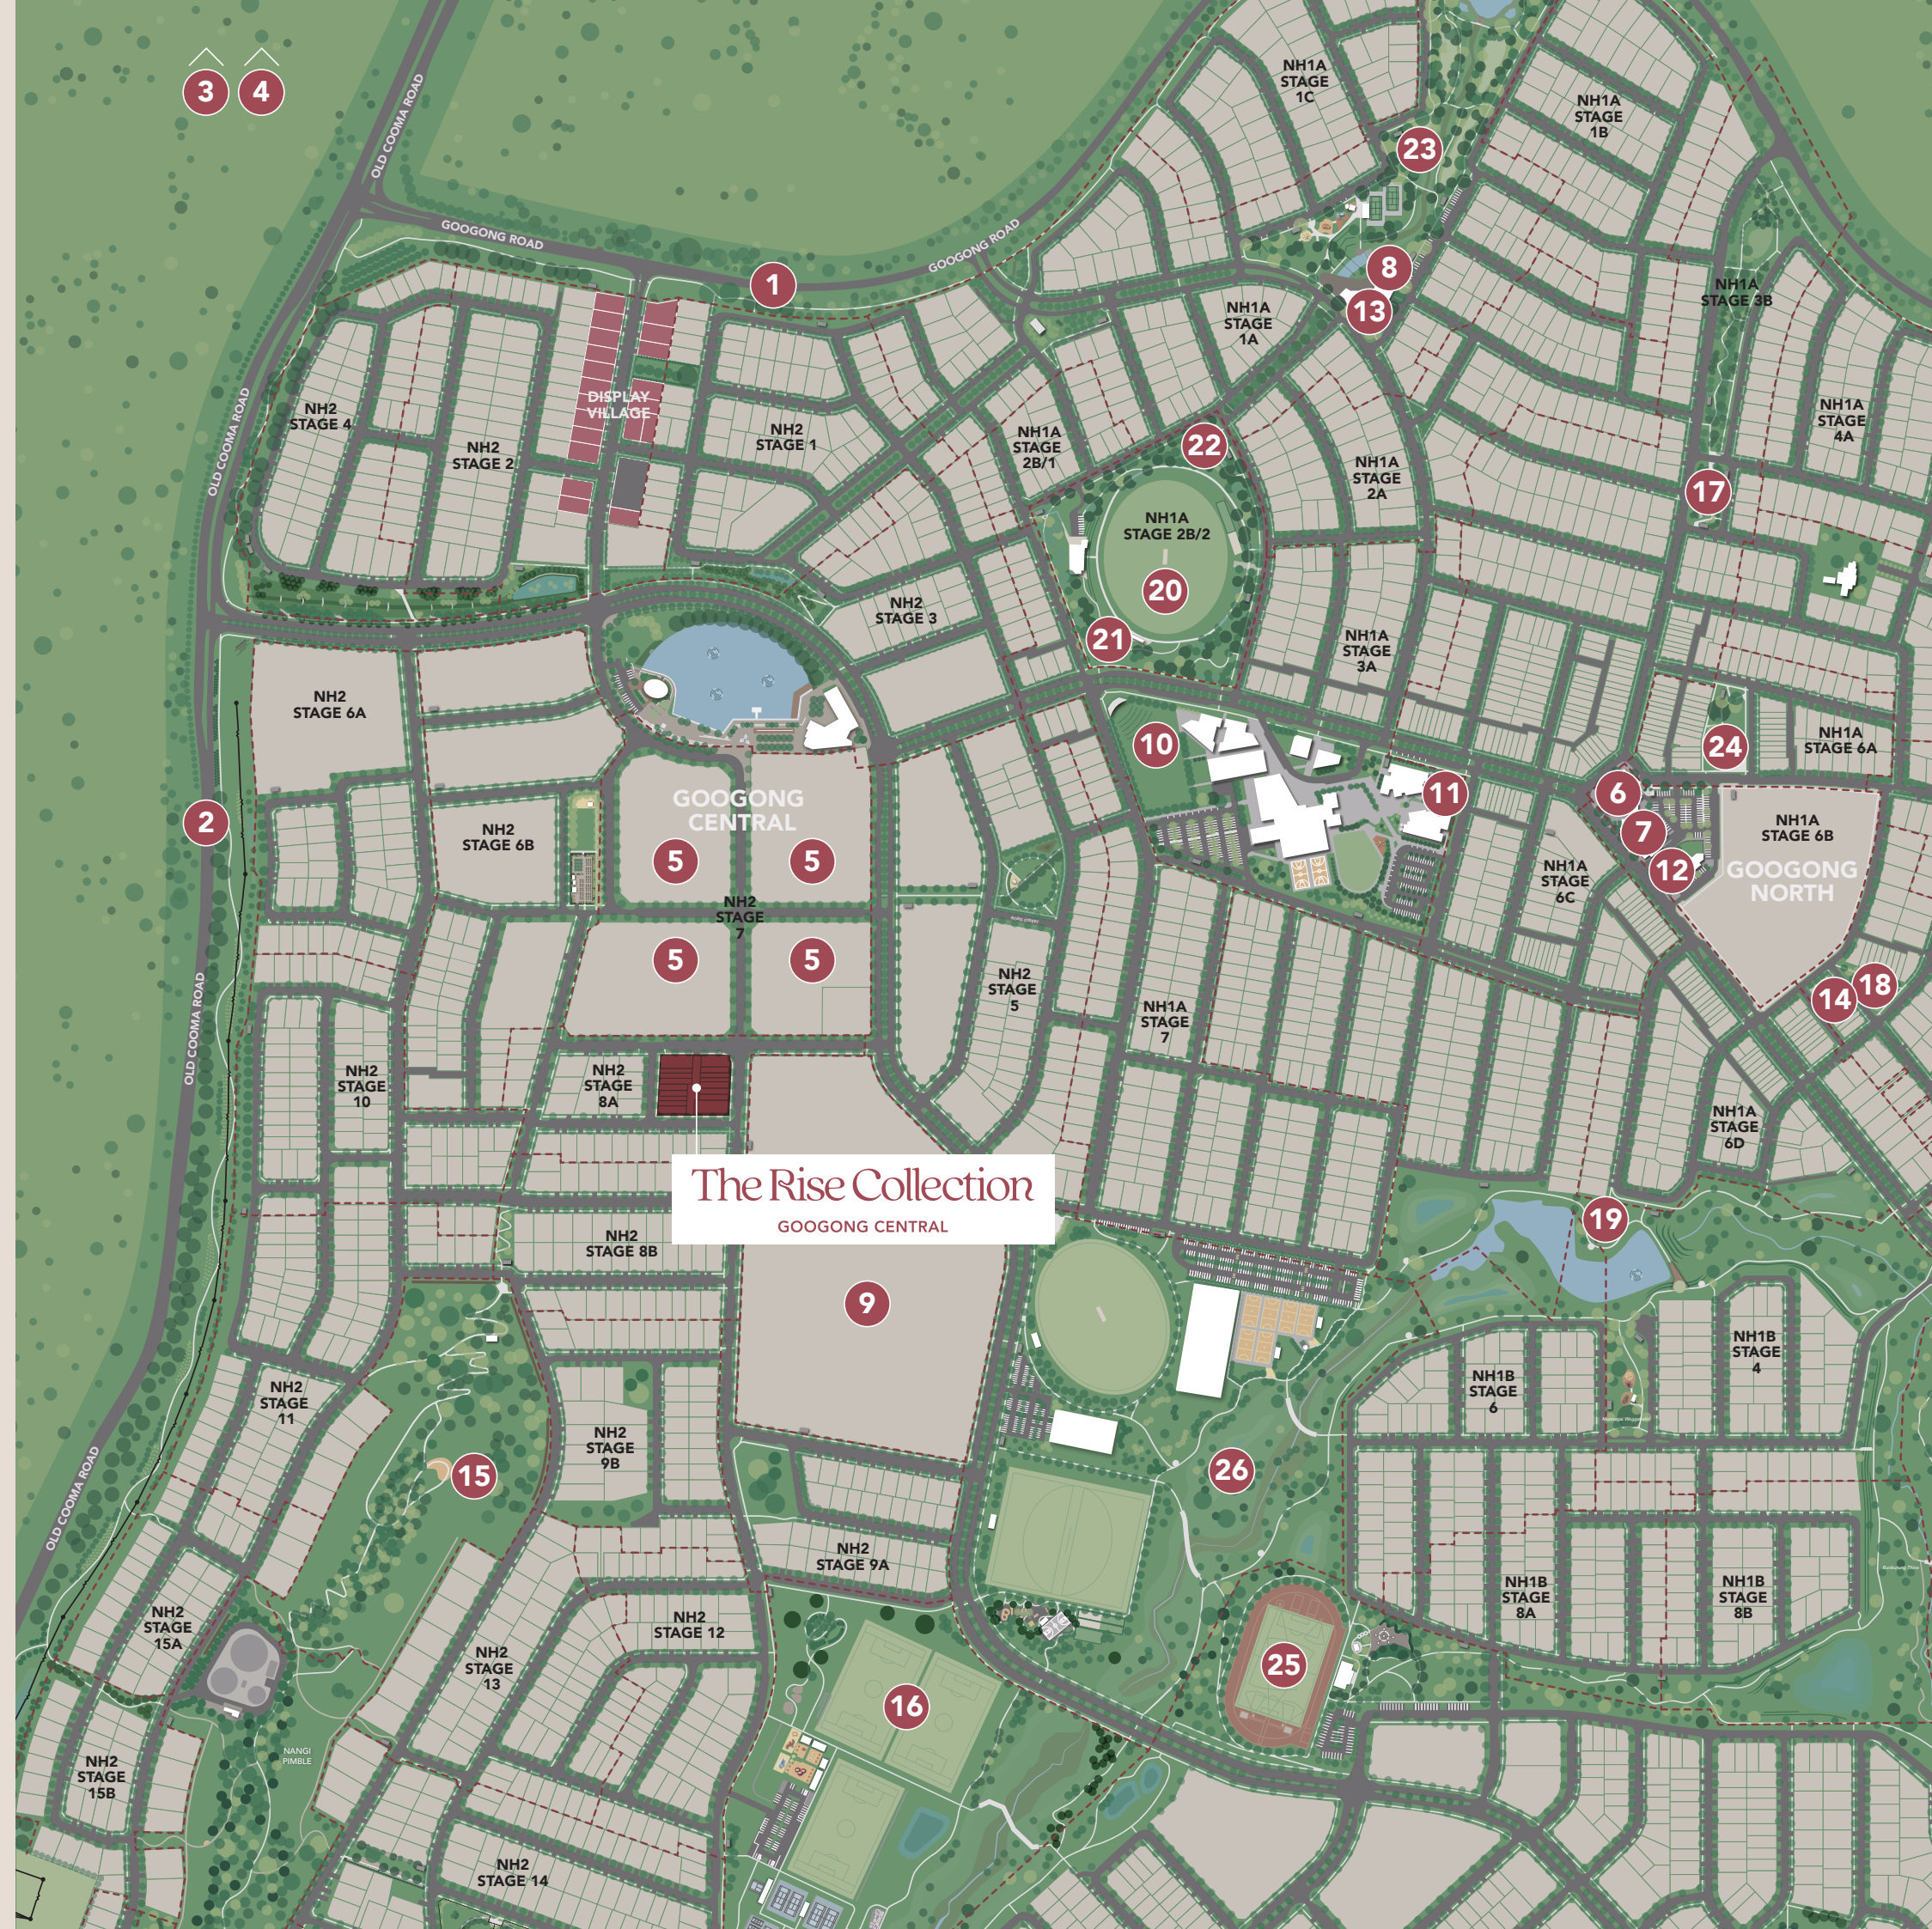 3
4
OLD COOMA ROAD
GOOGONG ROAD
GOOGONG ROAD
1
NH1A
STAGE
1C
NH1A
STAGE
1B
23
8
13
NH1A
STAGE
1A
NH1A
STAGE 3B
OLD COOMA ROAD
NH2
STAGE 4
NH2
STAGE 2
DISPLAY
VILLAGE
NH2
STAGE 1
NH1A
STAGE
2B/1
22
NH1A
STAGE
2A
NH1A
STAGE
4A
17
NH1A
STAGE 2B/2
20
21
NH2
STAGE 3
NH1A
STAGE
3A
NH2
STAGE 6A
10
11
24
NH1A
STAGE 6A
6
7
12
NH1A
STAGE 6B
GOOGONG
NORTH
NH1A
STAGE
6C
2
NH2
STAGE 6B
GOOGONG
CENTRAL
5
5
NH2
STAGE
7
5
5
NH2
STAGE
5
NH1A
STAGE
7
14
18
OLD COOMA ROAD
NH2
STAGE
10
NH2
STAGE
8A
NH1A
STAGE
6D
The Rise Collection
GOOGONG CENTRAL
NH2
STAGE 8B
19
9
NH1B
STAGE
4
NH1B
STAGE
6
NH2
STAGE
11
NH2
STAGE
9B
15
26
OLD COOMA ROAD
NH2
STAGE 9A
NH1B
STAGE
8A
NH1B
STAGE
8B
NH2
STAGE
15A
NH2
STAGE 12
NH2
STAGE
13
25
16
NANGI
PIMBLE
NH2
STAGE
15B
NH2
STAGE 14